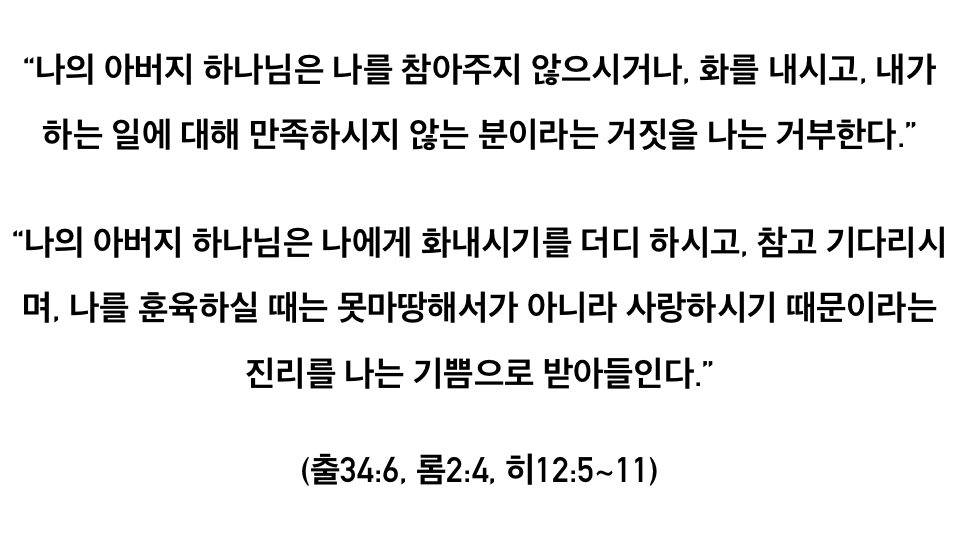 “나의 아버지 하나님은 나를 참아주지 않으시거나, 화를 내시고, 내가
하는 일에 대해 만족하시지 않는 분이라는 거짓을 나는 거부한다.”
“나의 아버지 하나님은 나에게 화내시기를 더디 하시고, 참고 기다리시
며, 나를 훈육하실 때는 못마땅해서가 아니라 사랑하시기 때문이라는
진리를 나는 기쁨으로 받아들인다.”
(출34:6, 롬2:4, 히12:5~11)